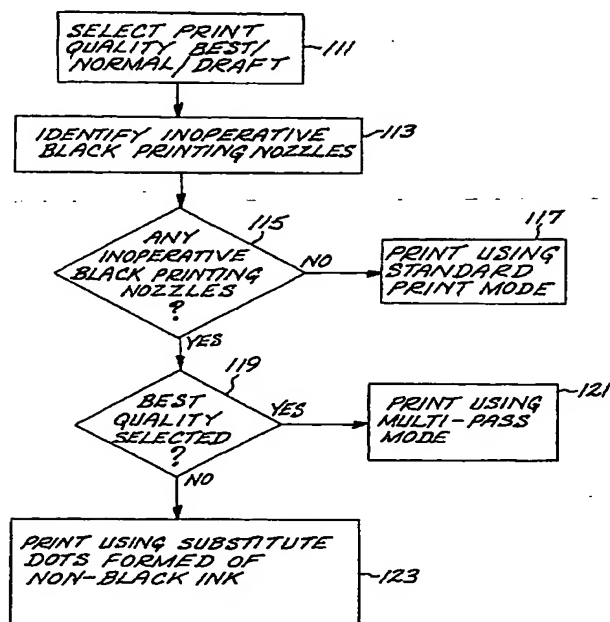 SELECT PRINT
QUALITY BEST/
NORMAL/DRAFT
111
IDENTIFY INOPERATIVE
BLACK PRINTING NOZZLES
113
115
ANY
INOPERATIVE
BLACK PRINTING
NOZZLES
?
NO
117
PRINT USING
STANDARD
PRINT MODE
YES
119
BEST
QUALITY
SELECTED
?
YES
121
PRINT USING
MULTI-PASS
MODE
NO
PRINT USING SUBSTITUTE
DOTS FORMED OF
NON-BLACK INK
123